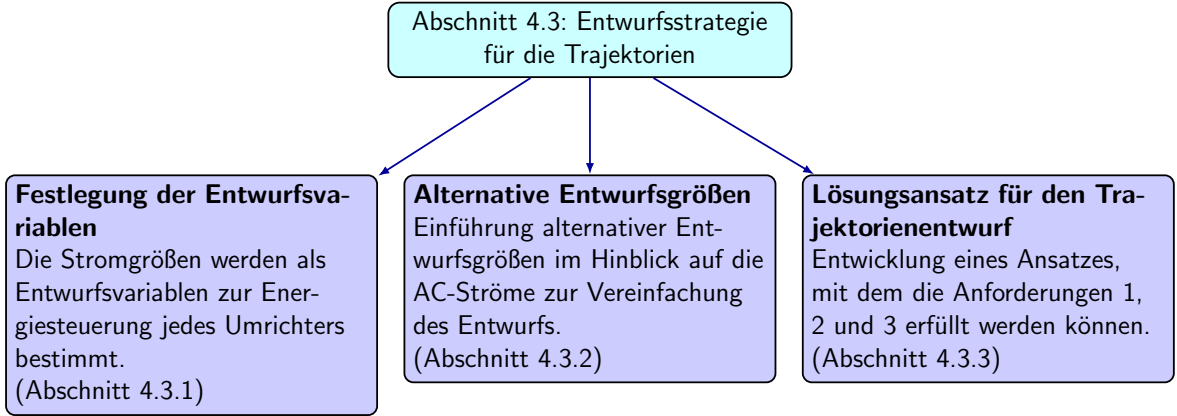 Abschnitt 4.3: Entwurfsstrategie
für die Trajektorien
Festlegung der Entwurfsva-
riablen
Die Stromgrößen werden als
Entwurfsvariablen zur Ener-
giesteuerung jedes Umrichters
bestimmt.
(Abschnitt 4.3.1)
Alternative Entwurfsgrößen
Einführung alternativer Ent-
wurfsgrößen im Hinblick auf die
AC-Ströme zur Vereinfachung
des Entwurfs.
(Abschnitt 4.3.2)
Lösungsansatz für den Tra-
jektorienentwurf
Entwicklung eines Ansatzes,
mit dem die Anforderungen 1,
2 und 3 erfüllt werden können.
(Abschnitt 4.3.3)